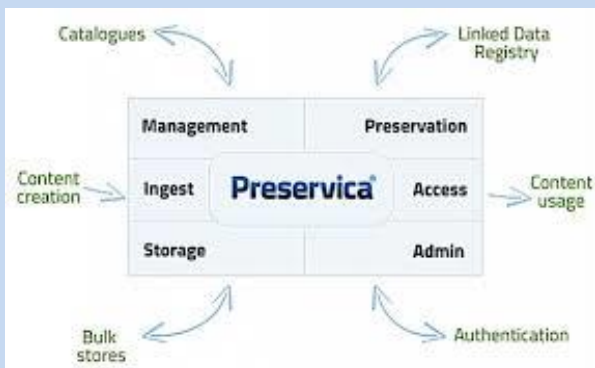 Catalogues
Linked Data
Registry
Management
Preservation
Content
creation
Ingest
Preservica®
Access
Content
usage
Storage
Admin
Bulk
stores
Authentication